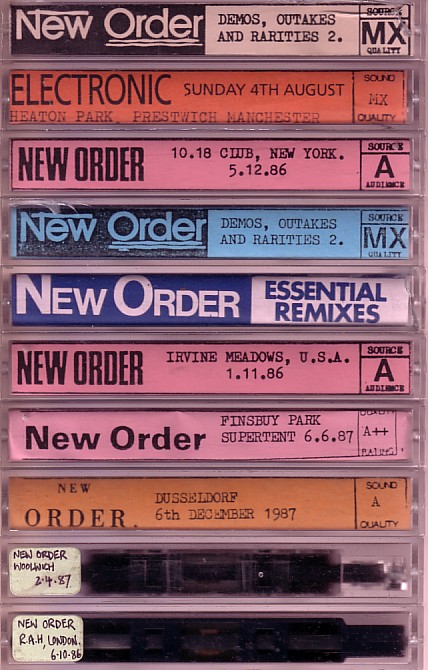 New Order
DEMOS, OUTAKES
AND RARITIES 2.
SOURCE
MX
QUALITY
ELECTRONIC
SUNDAY 4TH AUGUST
HEATON PARK, PRESTWICH MANCHESTER
SOUND
MX
QUALITY
NEW ORDER
10.18 CLUB, NEW YORK.
5.12.86
SOURCE
A
AUDIENCE
New Order
DEMOS, OUTAKES
AND RARITIES 2.
SOURCE
MX
QUALITY
NEW ORDER
ESSENTIAL
REMIXES
NEW ORDER
IRVINE MEADOWS, U.S.A.
1.11.86
SOURCE
A
AUDIENCE
New Order
FINSBUY PARK
SUPERTENT 6.6.87
QUALITY
A++
RATING
NEW
ORDER.
DUSSELDORF
6th DECEMBER 1987
SOUND
A
QUALITY
NEW ORDER
WOOLWICH
2.4.87
NEW ORDER
R.A.H, LONDON.
6.10.86